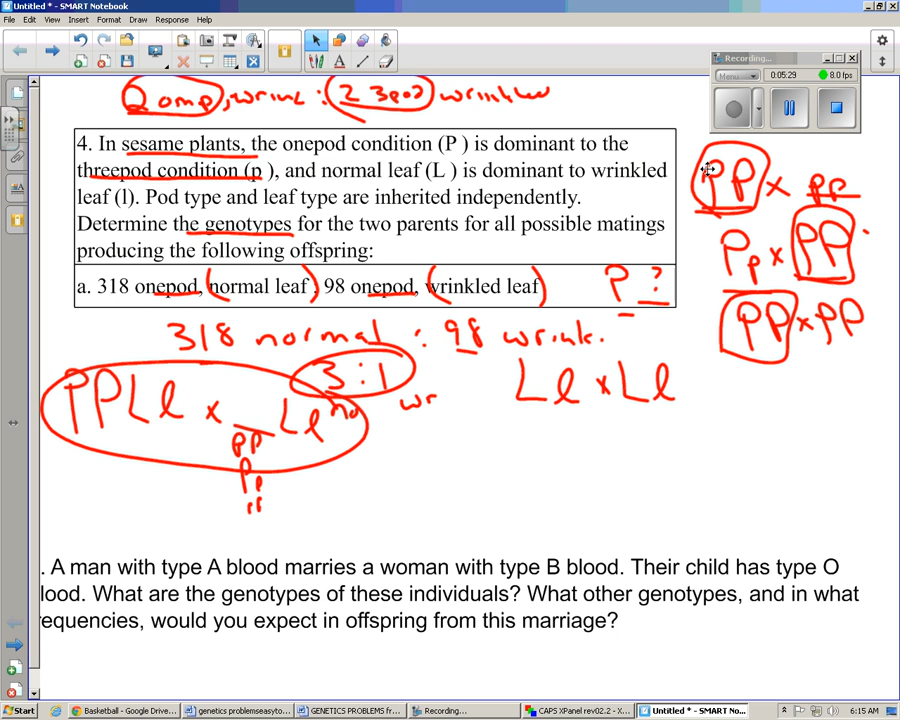 Untitled * - SMART Notebook
File Edit View Insert Format Draw Attachment Response Help
Recording...
Menu... 0:05:29 8.0 fps
wrink : 2 3pod wrinkled
4. In sesame plants, the onepod condition (P ) is dominant to the
threepod condition (p ), and normal leaf (L ) is dominant to wrinkled
leaf (l). Pod type and leaf type are inherited independently.
Determine the genotypes for the two parents for all possible matings
producing the following offspring:
a. 318 onepod, (normal leaf) , 98 onepod, (wrinkled leaf) P ?
PP x pp
Pp x PP
PP x PP
318 normal : 98 wrink.
3 : 1
no wr
Ll x Ll
PPLl x __Ll
PP
Pp
. A man with type A blood marries a woman with type B blood. Their child has type O
lood. What are the genotypes of these individuals? What other genotypes, and in what
requencies, would you expect in offspring from this marriage?
Start Basketball - Google Drive... genetics problemseasyto... GENETICS PROBLEMS fr... Recording... CAPS XPanel rev02.2 - X... Untitled * - SMART No... 6:15 AM